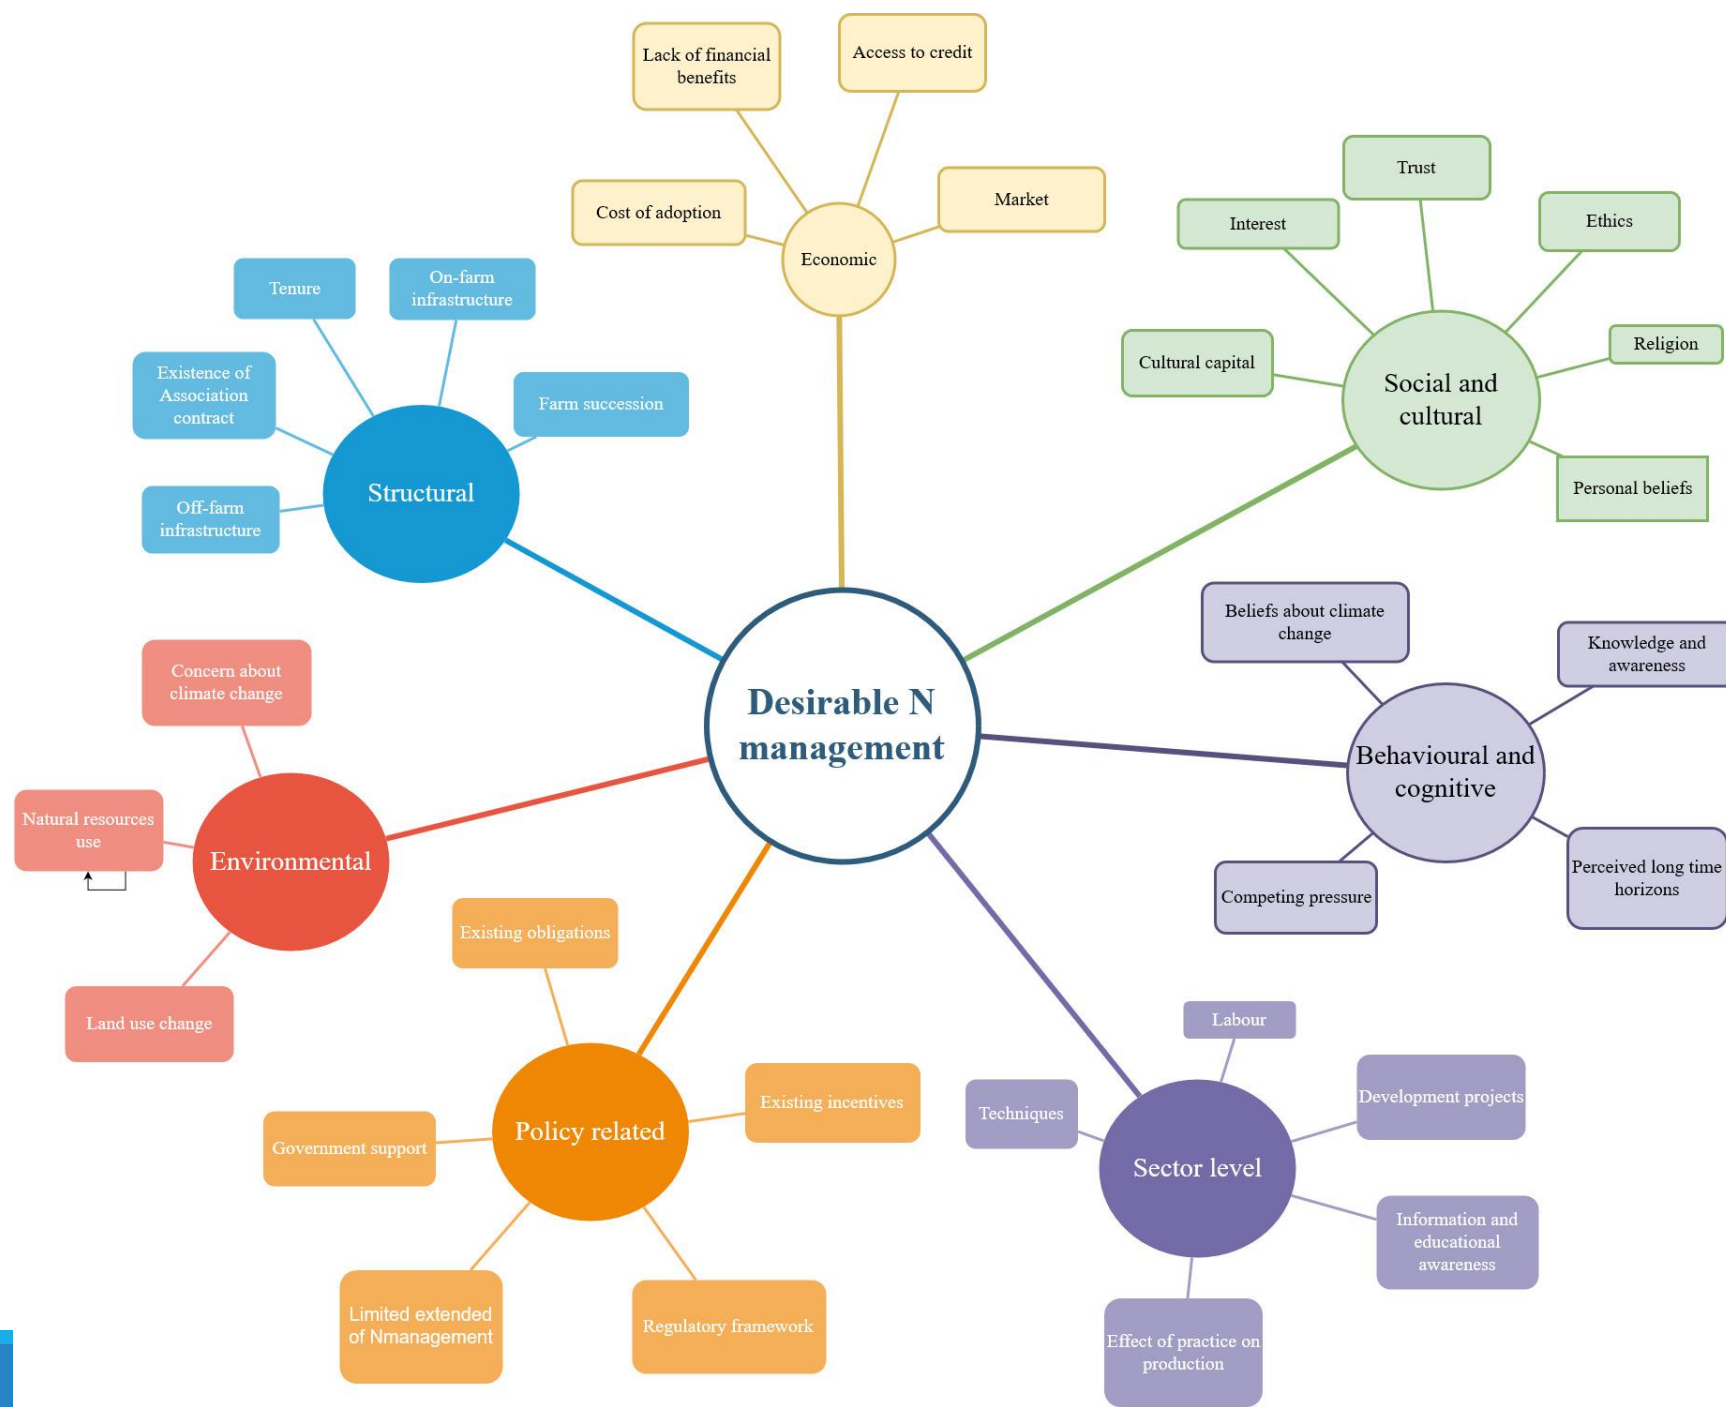 Lack of financial
benefits
Access to credit
Cost of adoption
Market
Economic
Trust
Interest
Ethics
Cultural capital
Religion
Social and
cultural
Personal beliefs
Tenure
On-farm
infrastructure
Existence of
Association
contract
Farm succession
Structural
Off-farm
infrastructure
Desirable N
management
Beliefs about climate
change
Knowledge and
awareness
Behavioural and
cognitive
Competing pressure
Perceived long time
horizons
Concern about
climate change
Natural resources
use
Environmental
Land use change
Existing obligations
Existing incentives
Government support
Policy related
Limited extended
of Nmanagement
Regulatory framework
Labour
Techniques
Development projects
Sector level
Information and
educational
awareness
Effect of practice on
production